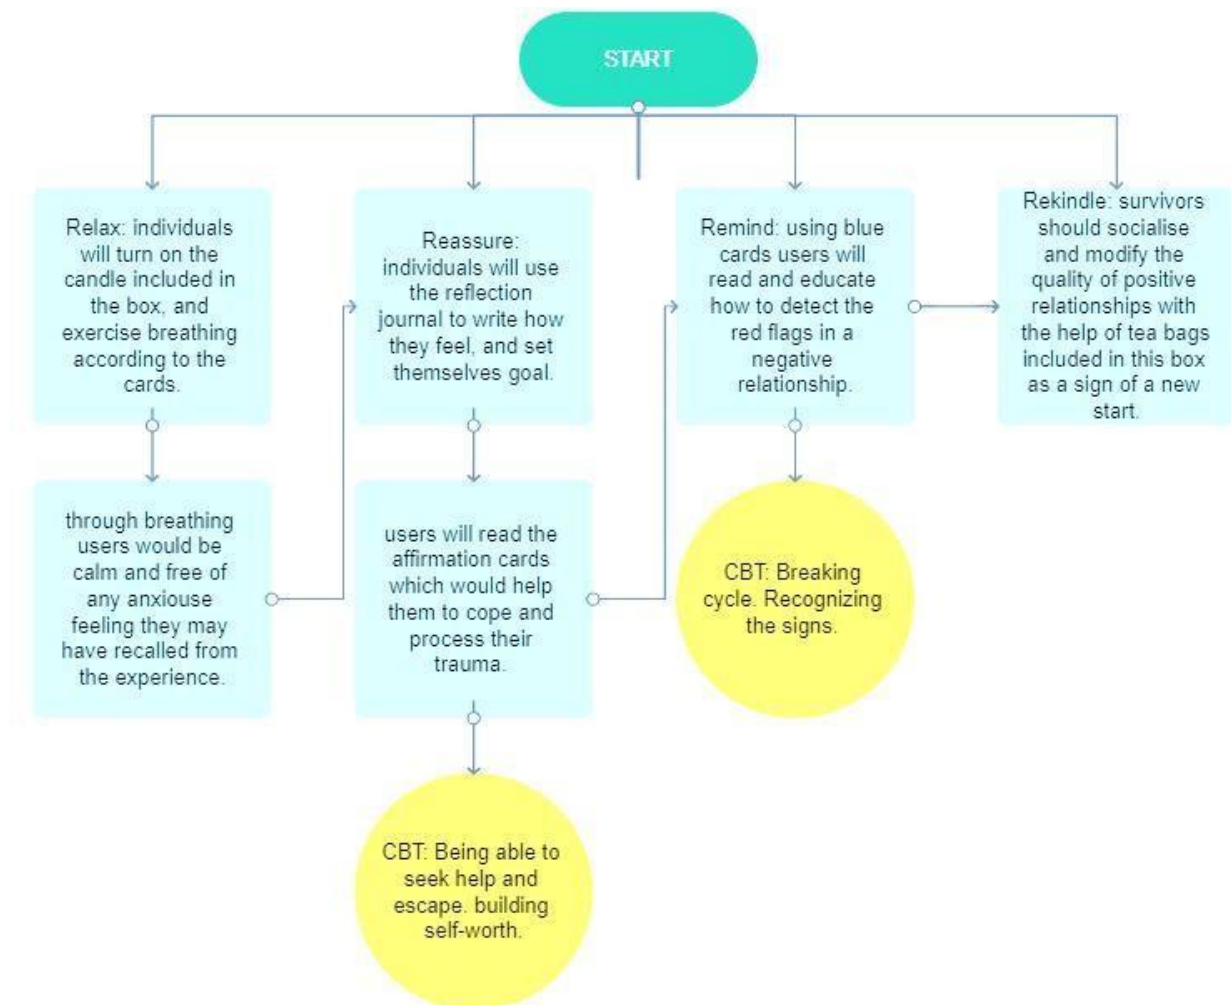 START
Relax: individuals
will turn on the
candle included in
the box, and
exercise breathing
according to the
cards.
Reassure:
individuals will use
the reflection
journal to write how
they feel, and set
themselves goal.
Remind: using blue
cards users will
read and educate
how to detect the
red flags in a
negative
relationship.
Rekindle: survivors
should socialise
and modify the
quality of positive
relationships with
the help of tea bags
included in this box
as a sign of a new
start.
through breathing
users would be
calm and free of
any anxiouse
feeling they may
have recalled from
the experience.
users will read the
affirmation cards
which would help
them to cope and
process their
trauma.
CBT: Breaking
cycle. Recognizing
the signs.
CBT: Being able to
seek help and
escape. building
self-worth.